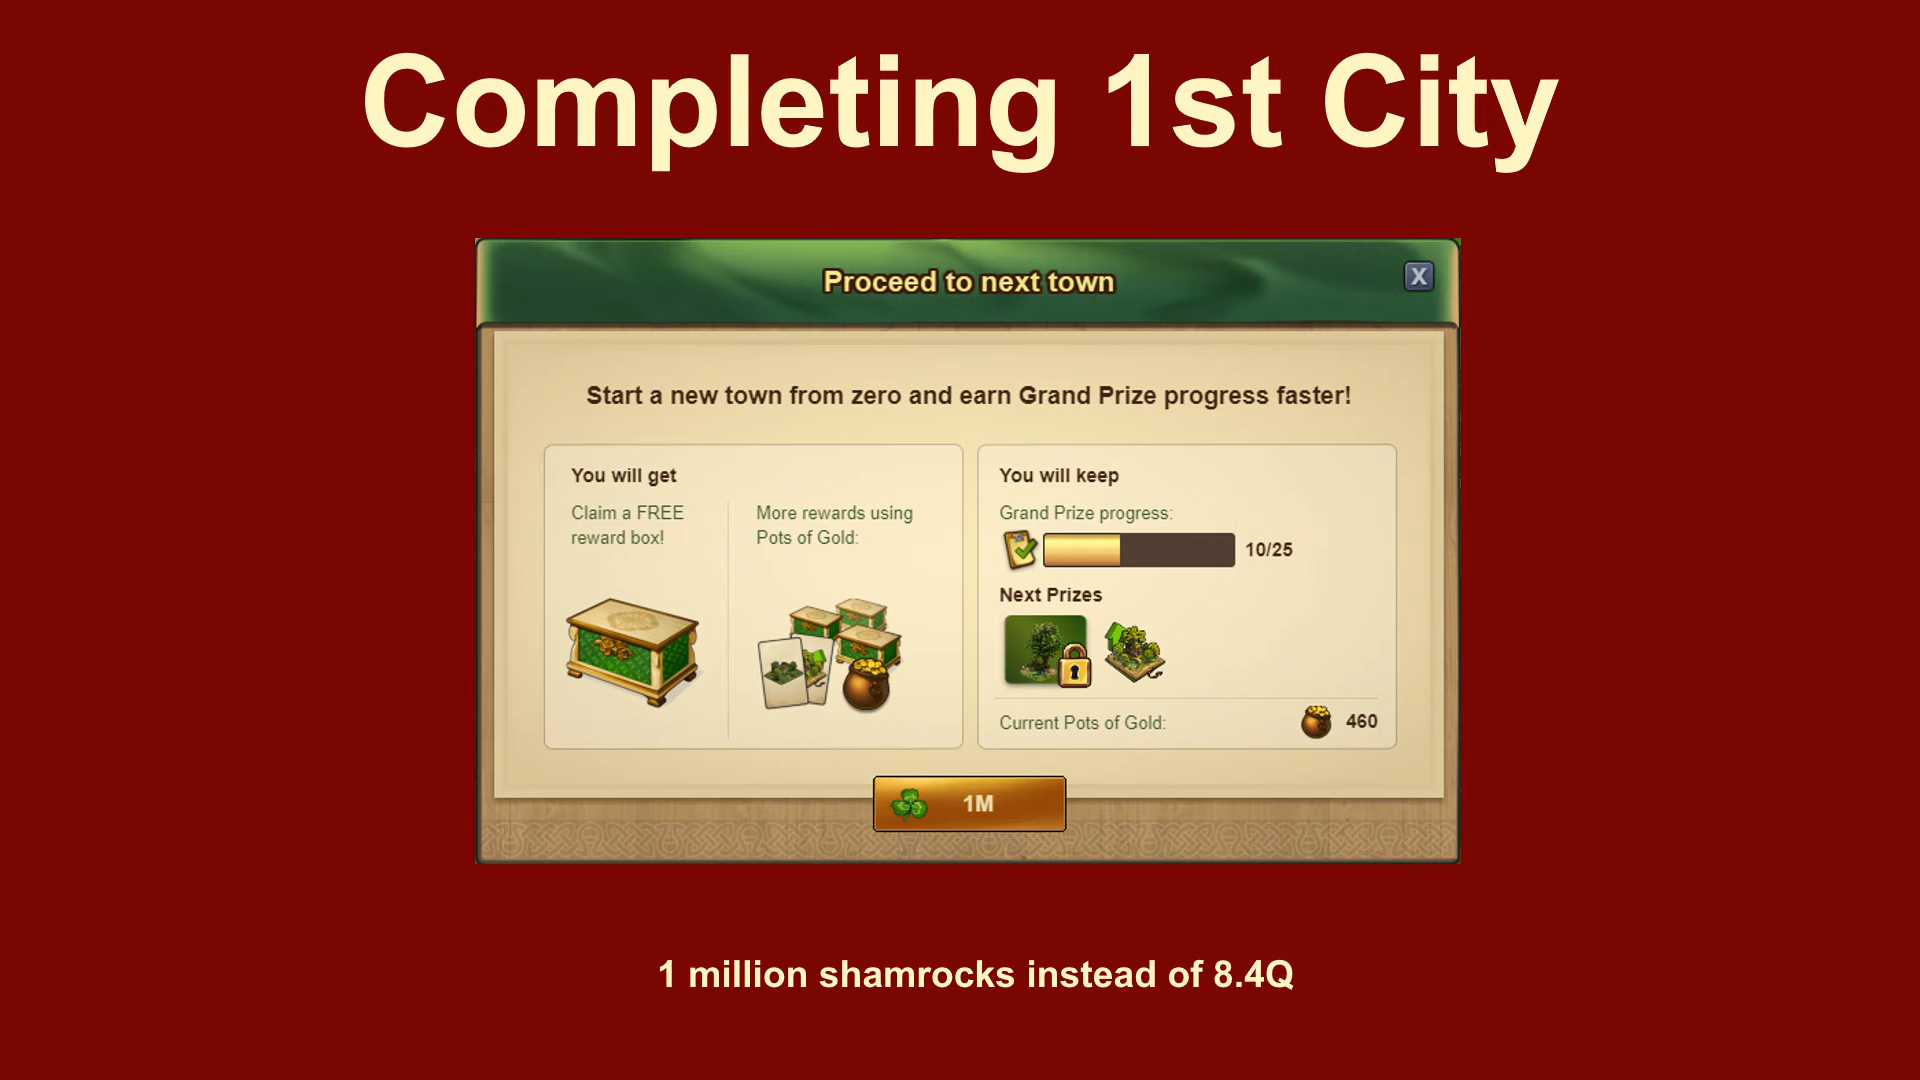 Completing 1st City
Proceed to next town
X
Start a new town from zero and earn Grand Prize progress faster!
You will get
Claim a FREE
reward box!
More rewards using
Pots of Gold:
You will keep
Grand Prize progress:
10/25
Next Prizes
Current Pots of Gold:
460
1M
1 million shamrocks instead of 8.4Q